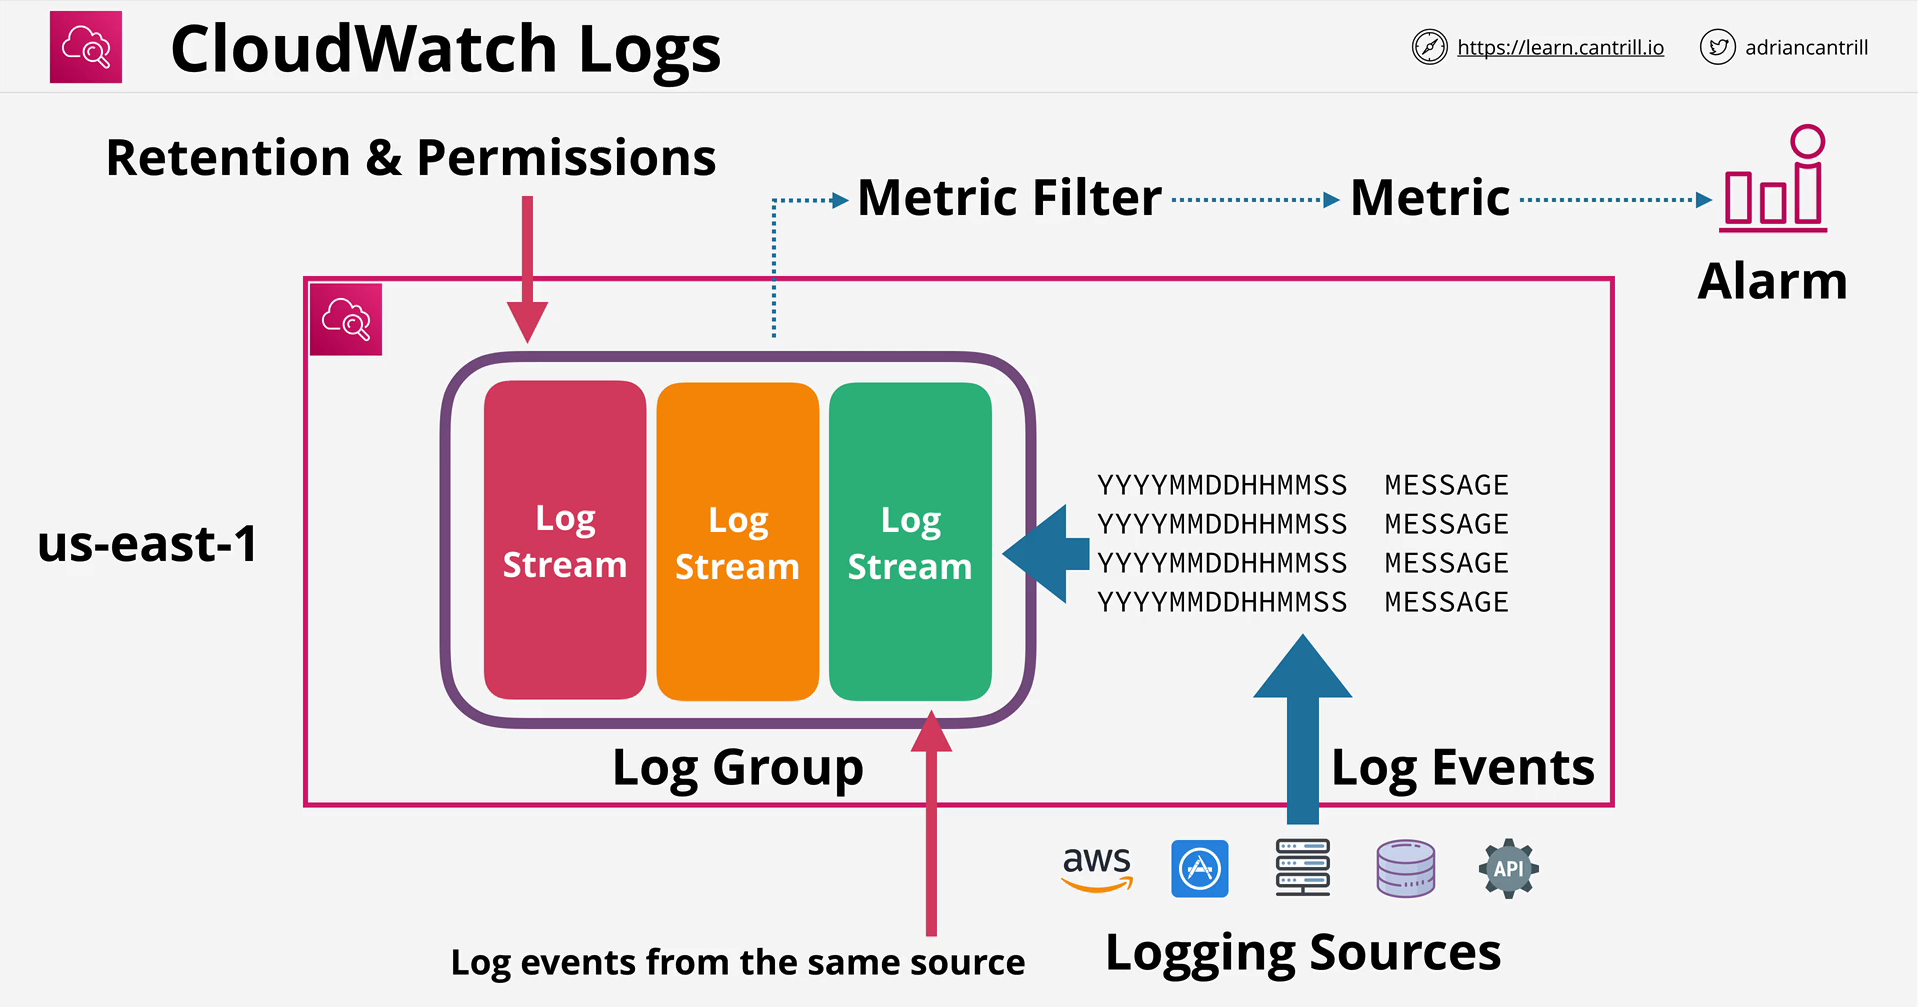 CloudWatch Logs
https://learn.cantrill.io
adriancantrill
Retention & Permissions
Metric Filter
Metric
Alarm
us-east-1
Log
Stream
Log
Stream
Log
Stream
YYYYMMDDHHMMSS MESSAGE
YYYYMMDDHHMMSS MESSAGE
YYYYMMDDHHMMSS MESSAGE
YYYYMMDDHHMMSS MESSAGE
Log Group
Log Events
aws
API
Log events from the same source
Logging Sources